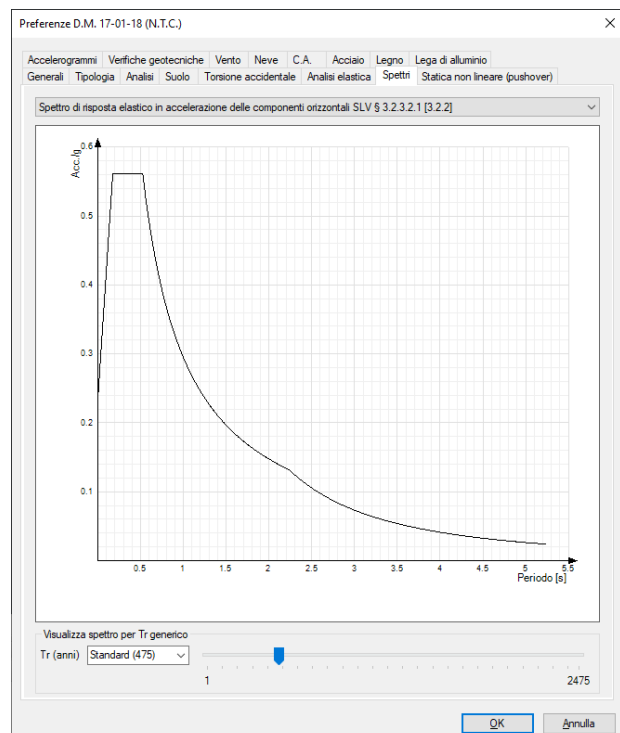 Preferenze D.M. 17-01-18 (N.T.C.)
Accelerogrammi Verifiche geotecniche Vento Neve C.A. Acciaio Legno Lega di alluminio
Generali Tipologia Analisi Suolo Torsione accidentale Analisi elastica Spettri Statica non lineare (pushover)
Spettro di risposta elastico in accelerazione delle componenti orizzontali SLV § 3.2.3.2.1 [3.2.2]
Acc./g
0.6
0.5
0.4
0.3
0.2
0.1
0.5 1 1.5 2 2.5 3 3.5 4 4.5 5 5.5
Periodo [s]
Visualizza spettro per Tr generico
Tr (anni) Standard (475)
1 2475
OK Annulla